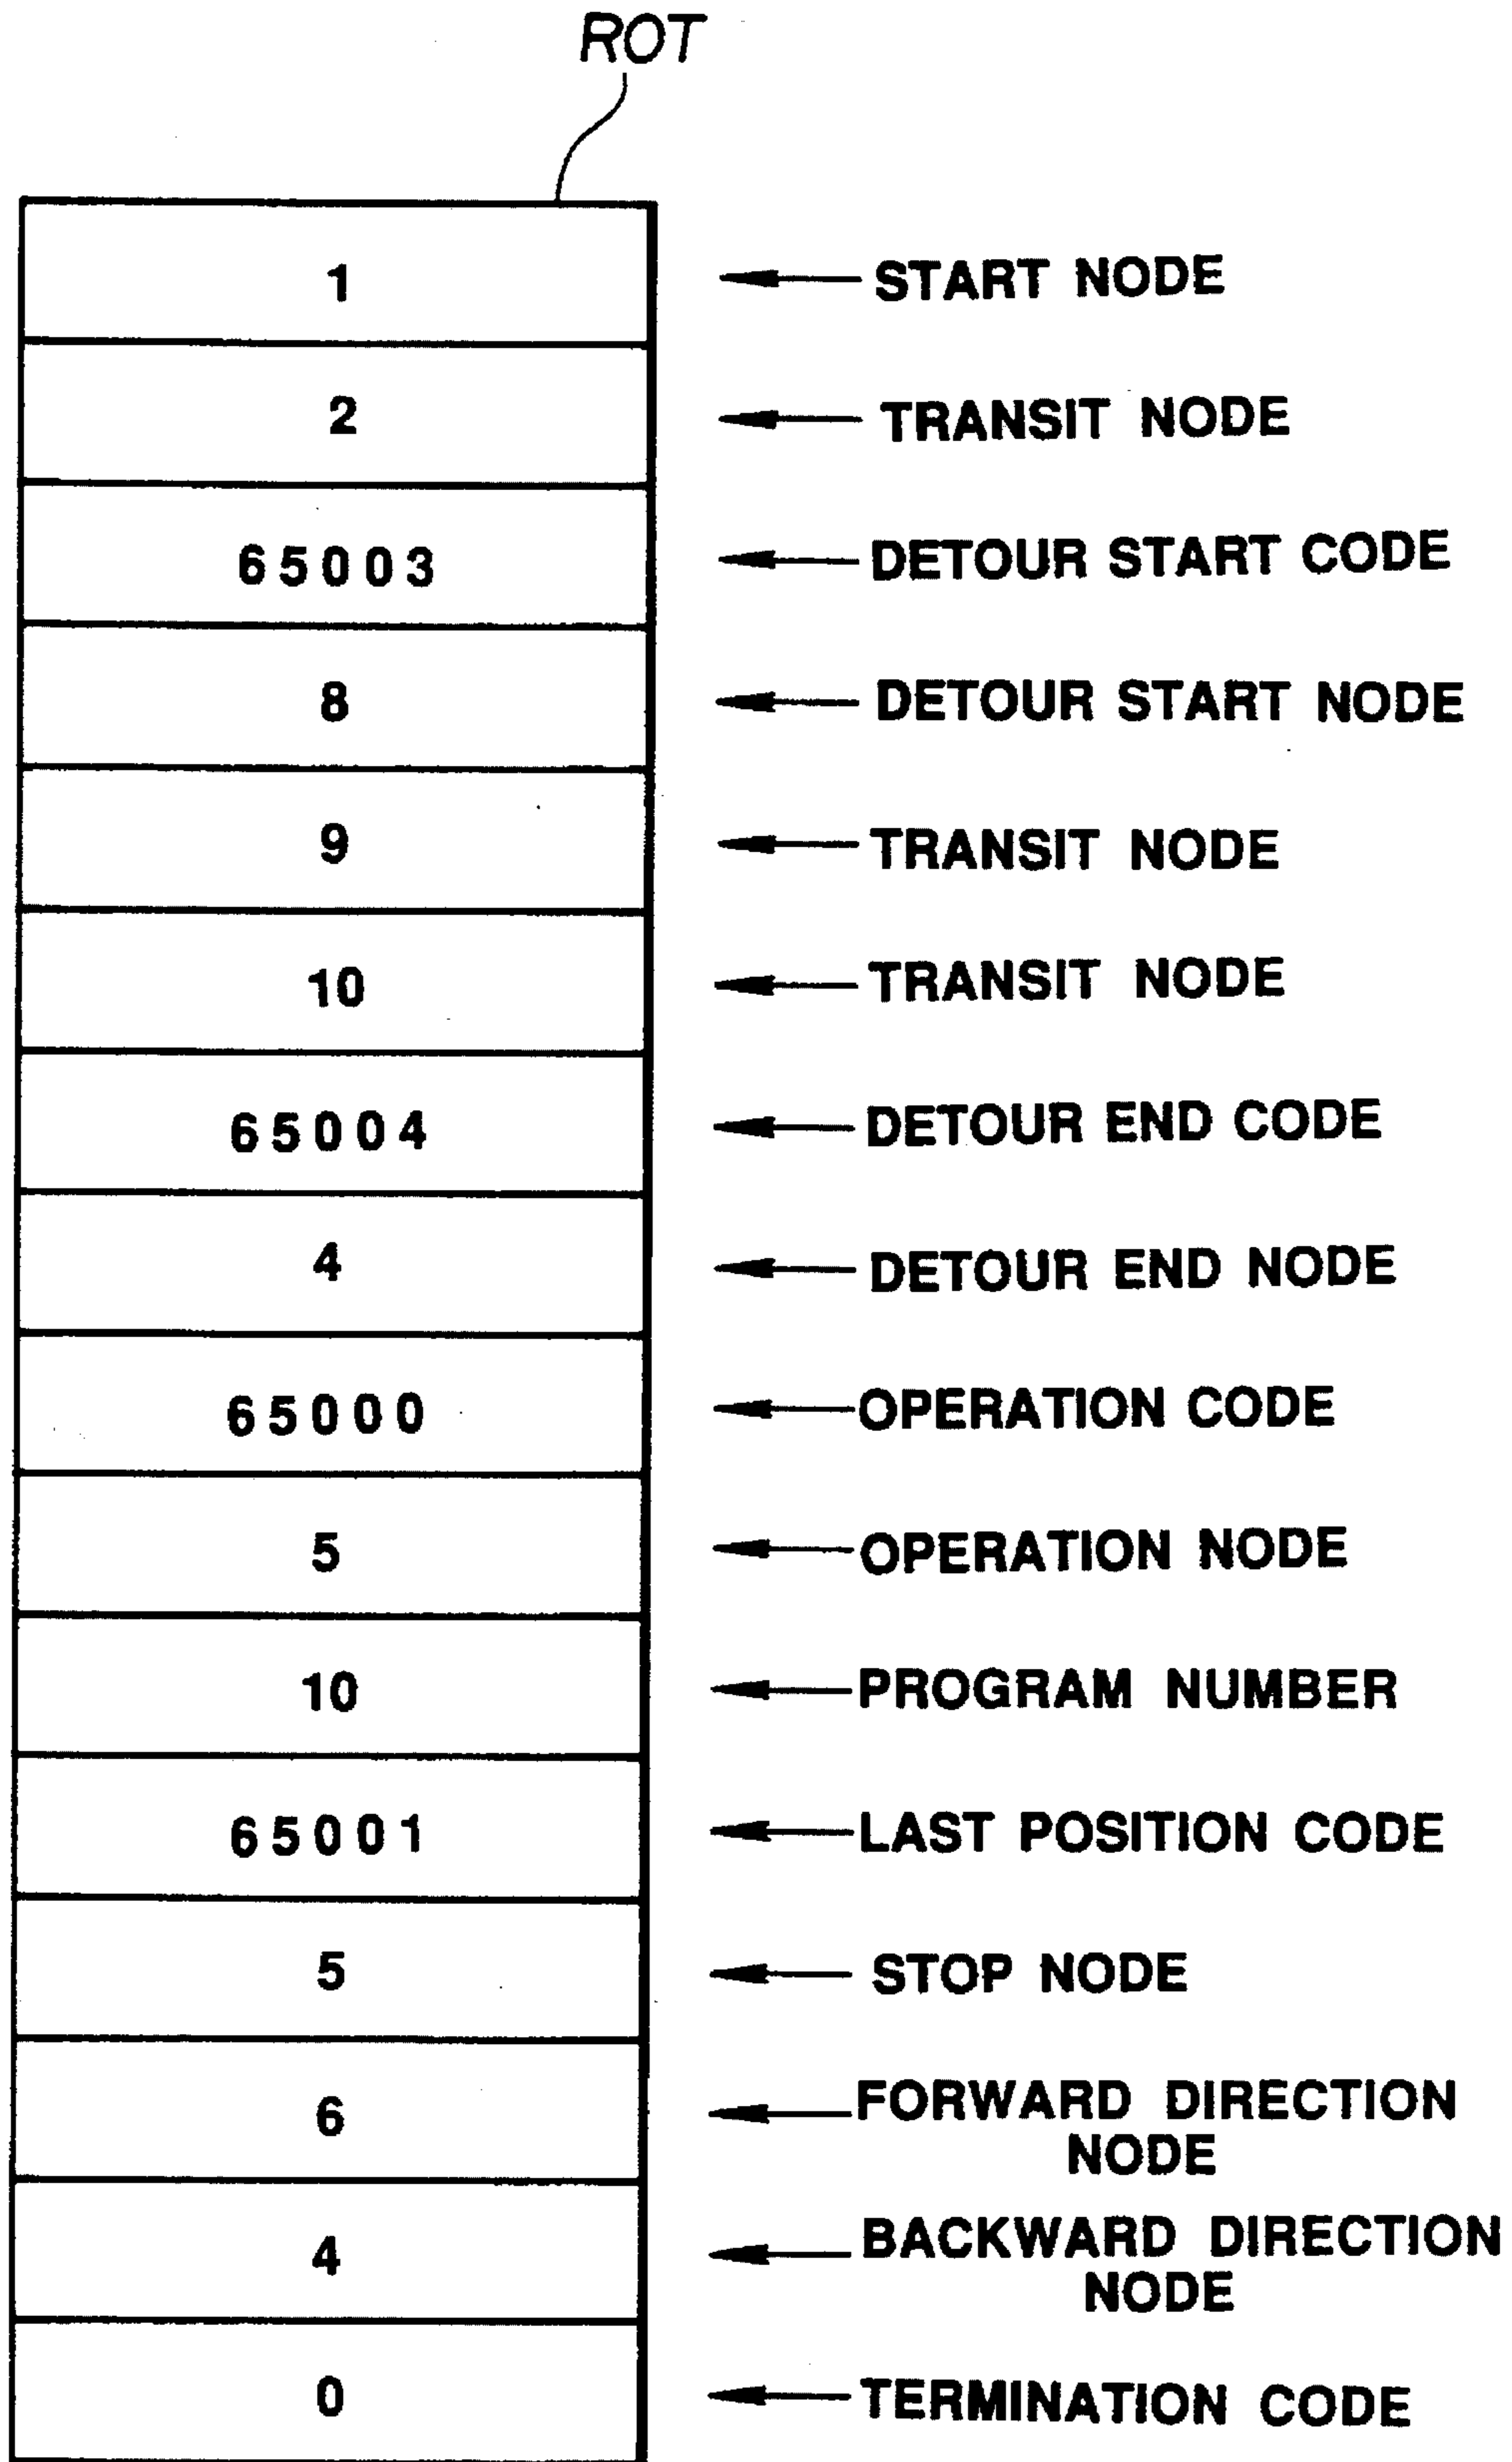 ROT
1 START NODE
2 TRANSIT NODE
65003 DETOUR START CODE
8 DETOUR START NODE
9 TRANSIT NODE
10 TRANSIT NODE
65004 DETOUR END CODE
4 DETOUR END NODE
65000 OPERATION CODE
5 OPERATION NODE
10 PROGRAM NUMBER
65001 LAST POSITION CODE
5 STOP NODE
6 FORWARD DIRECTION
NODE
4 BACKWARD DIRECTION
NODE
0 TERMINATION CODE